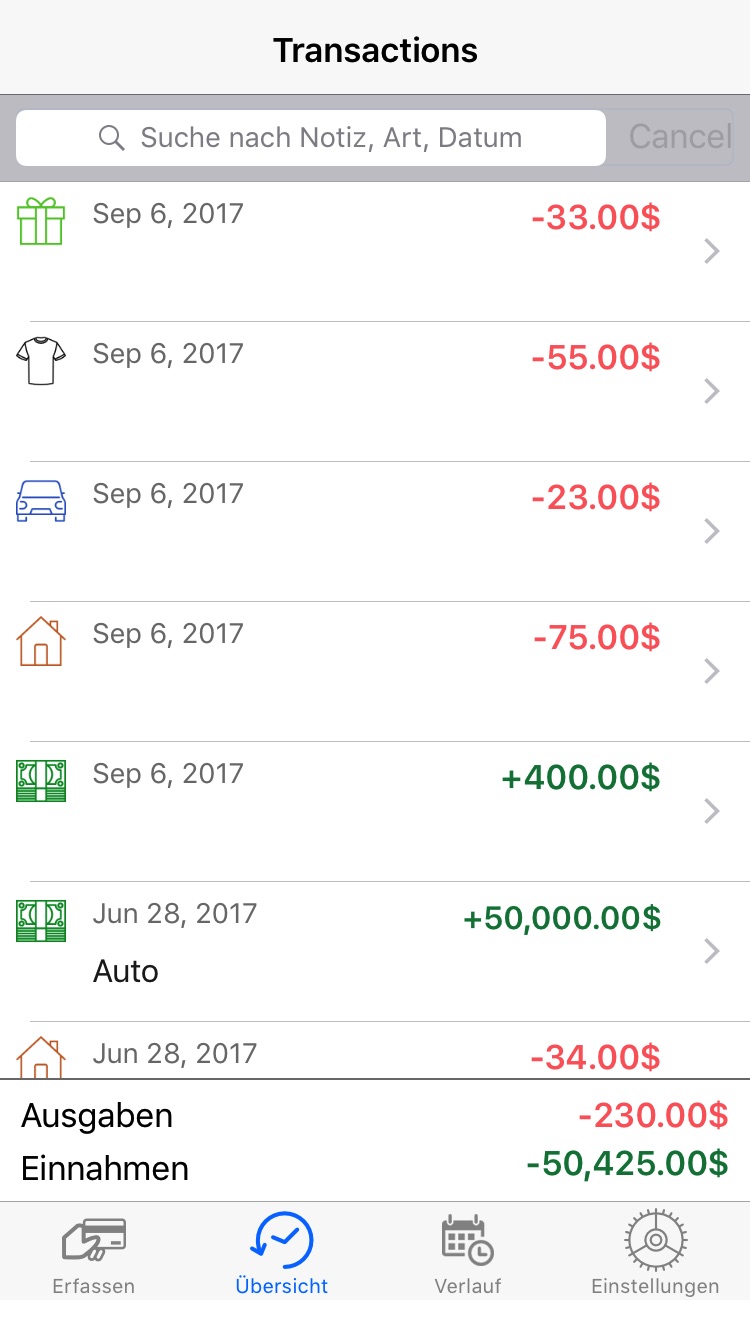 Transactions
Suche nach Notiz, Art, Datum Cancel
Sep 6, 2017 -33.00$
Sep 6, 2017 -55.00$
Sep 6, 2017 -23.00$
Sep 6, 2017 -75.00$
Sep 6, 2017 +400.00$
Jun 28, 2017 +50,000.00$
Auto
Jun 28, 2017 -34.00$
Ausgaben -230.00$
Einnahmen -50,425.00$
Erfassen Übersicht Verlauf Einstellungen